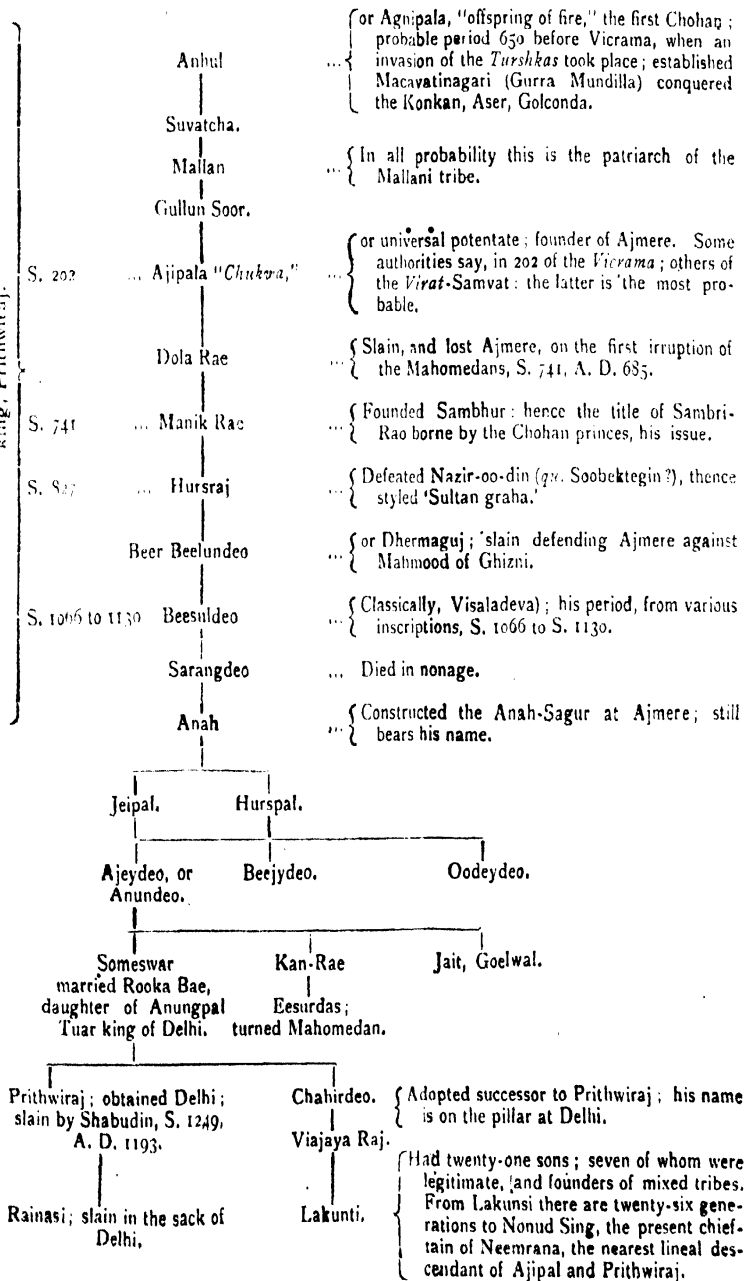 or Agnipala, "offspring of fire," the first Chohan ;
probable period 650 before Vicrama, when an
Anhul ... invasion of the Turshkas took place ; established
Macavatinagari (Gurra Mundilla) conquered
the Konkan, Aser, Golconda.
Suvatcha.
Mallan ... In all probability this is the patriarch of the
Mallani tribe.
Gullun Soor.
or universal potentate ; founder of Ajmere. Some
S. 202 ... Ajipala "Chukwa," ... authorities say, in 202 of the Vicrama ; others of
the Virat-Samvat : the latter is the most pro-
bable.
Dola Rae ... Slain, and lost Ajmere, on the first irruption of
the Mahomedans, S. 741, A. D. 685.
S. 741 ... Manik Rae ... Founded Sambhur : hence the title of Sambri-
Rao borne by the Chohan princes, his issue.
S. 827 ... Hursraj ... Defeated Nazir-oo-din (qu. Soobektegin ?), thence
styled 'Sultan graha.'
Beer Beelundeo ... or Dhermaguj ; slain defending Ajmere against
Mahmood of Ghizni.
S. 1066 to 1130 Beesuldeo ... Classically, Visaladeva) ; his period, from various
inscriptions, S. 1066 to S. 1130.
Sarangdeo ... Died in nonage.
Anah ... Constructed the Anah-Sagur at Ajmere ; still
bears his name.
king, Prithwiraj.
Jeipal. Hurspal.
Ajeydeo, or Beejydeo. Oodeydeo.
Anundeo.
Someswar Kan-Rae Jait, Goelwal.
married Rooka Bae,
daughter of Anungpal Eesurdas ;
Tuar king of Delhi. turned Mahomedan.
Prithwiraj ; obtained Delhi ; Chahirdeo. Adopted successor to Prithwiraj ; his name
slain by Shabudin, S. 1249, is on the pillar at Delhi.
A. D. 1193. Viajaya Raj.
Had twenty-one sons ; seven of whom were
legitimate, and founders of mixed tribes.
Rainasi ; slain in the sack of Lakunti. From Lakunsi there are twenty-six gene-
Delhi. rations to Nonud Sing, the present chief-
tain of Neemrana, the nearest lineal des-
cendant of Ajipal and Prithwiraj.